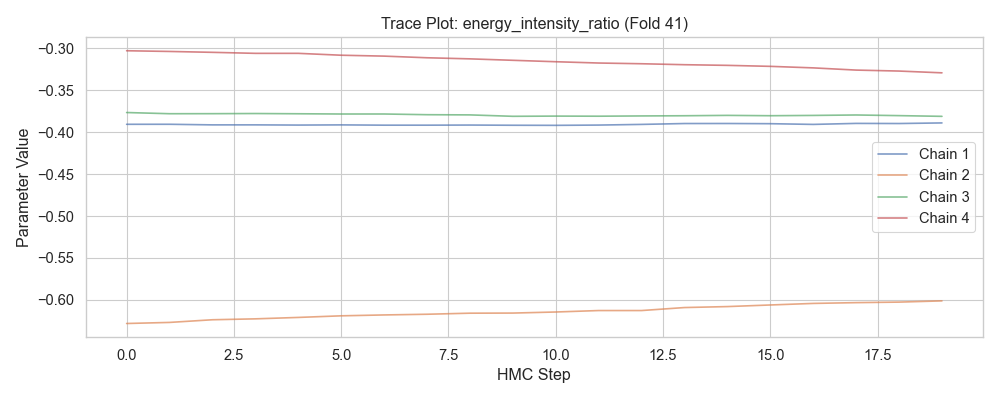 Trace Plot: energy_intensity_ratio (Fold 41)
Parameter Value
−0.30
−0.35
−0.40
−0.45
−0.50
−0.55
−0.60
Chain 1
Chain 2
Chain 3
Chain 4
0.0 2.5 5.0 7.5 10.0 12.5 15.0 17.5
HMC Step